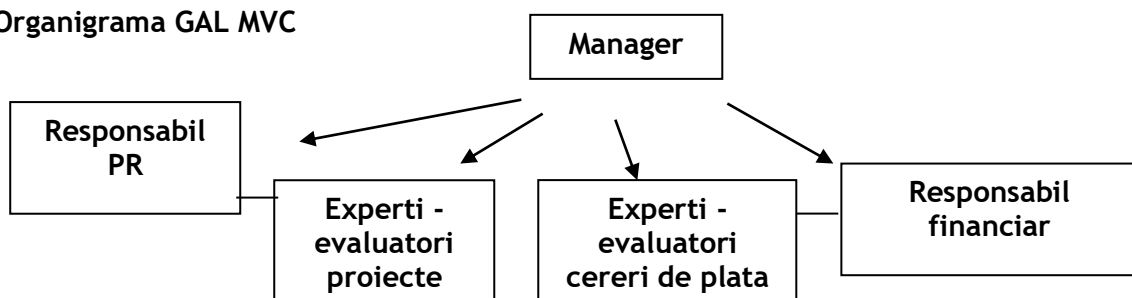 Organigrama GAL MVC
Manager
Responsabil
PR
Experti -
evaluatori
proiecte
Experti -
evaluatori
cereri de plata
Responsabil
financiar